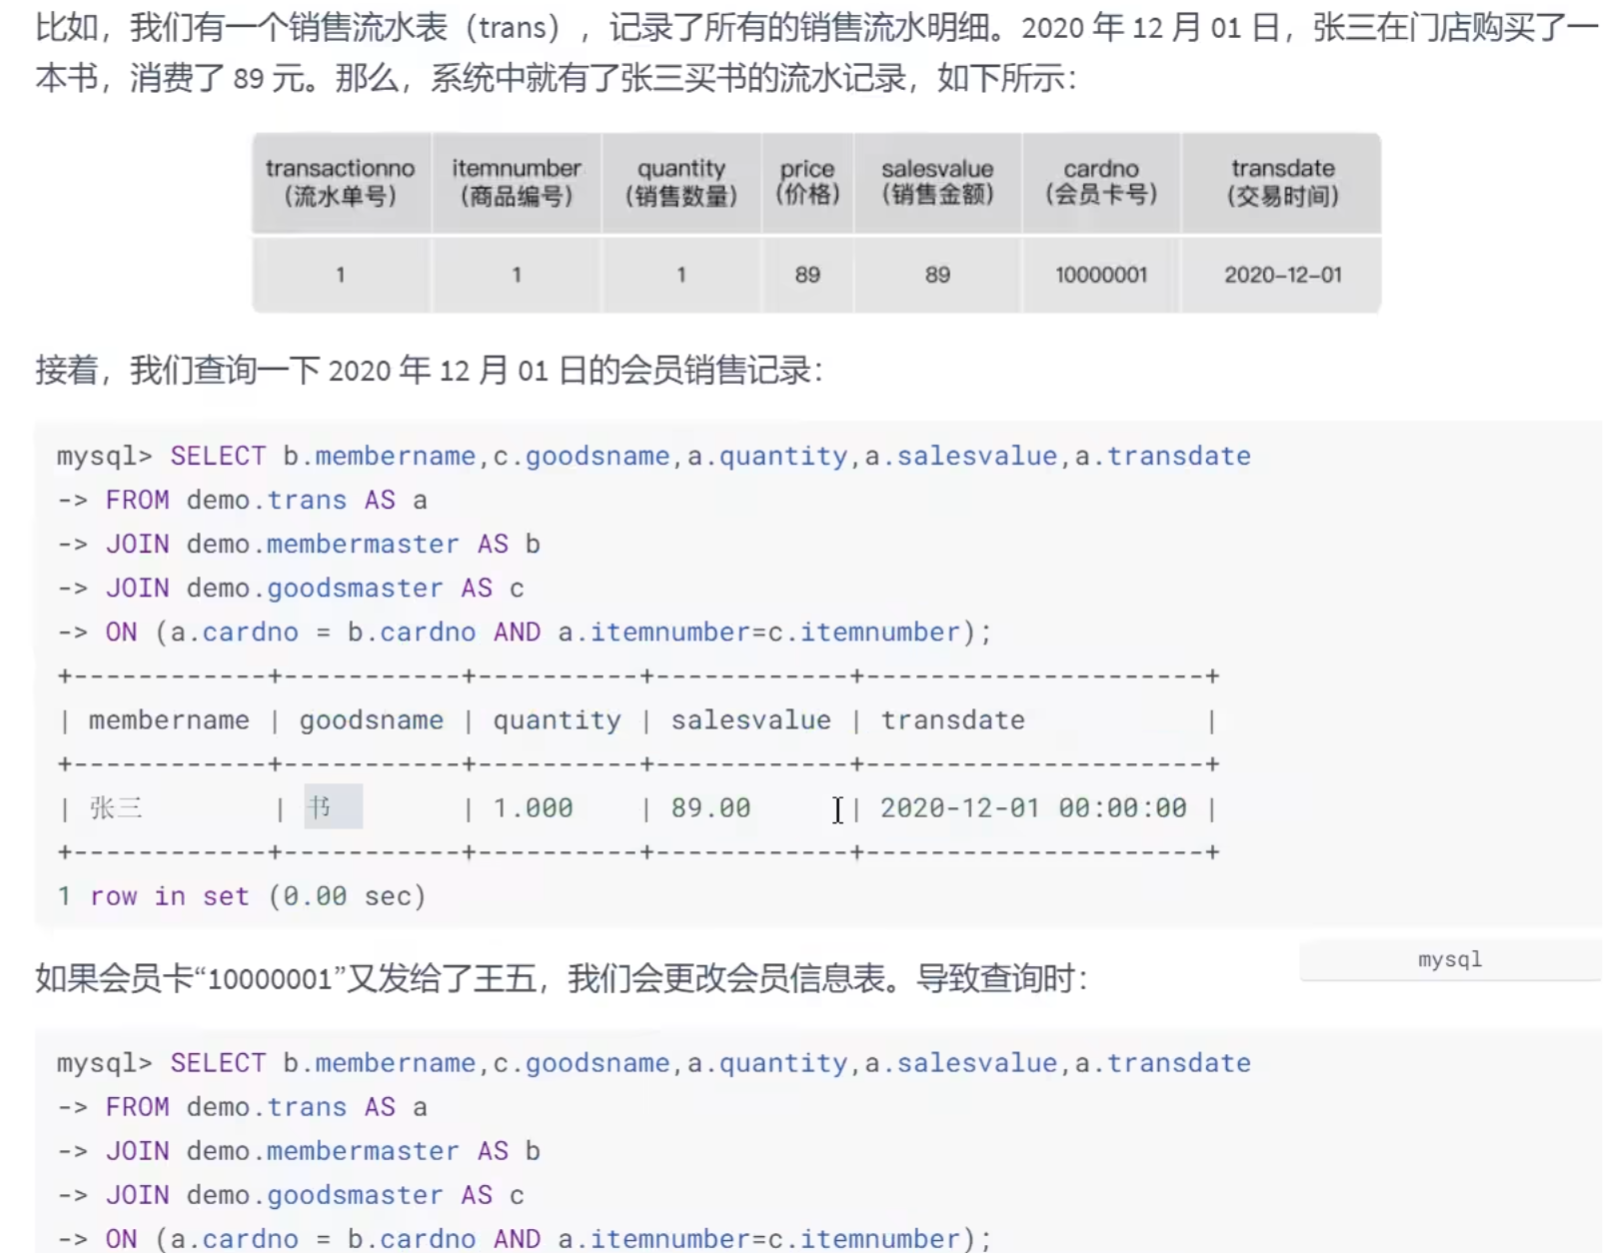 比如，我们有一个销售流水表（trans），记录了所有的销售流水明细。2020 年 12 月 01 日，张三在门店购买了一
本书，消费了 89 元。那么，系统中就有了张三买书的流水记录，如下所示：
transactionno itemnumber quantity price salesvalue cardno transdate
（流水单号） （商品编号） （销售数量） （价格） （销售金额） （会员卡号） （交易时间）
1 1 1 89 89 10000001 2020-12-01
接着，我们查询一下 2020 年 12 月 01 日的会员销售记录：
mysql> SELECT b.membername,c.goodsname,a.quantity,a.salesvalue,a.transdate
-> FROM demo.trans AS a
-> JOIN demo.membermaster AS b
-> JOIN demo.goodsmaster AS c
-> ON (a.cardno = b.cardno AND a.itemnumber=c.itemnumber);
+------------+-----------+----------+------------+---------------------+
| membername | goodsname | quantity | salesvalue | transdate           |
+------------+-----------+----------+------------+---------------------+
| 张三 | 书 | 1.000 | 89.00 | 2020-12-01 00:00:00 |
+------------+-----------+----------+------------+---------------------+
1 row in set (0.00 sec)
如果会员卡“10000001”又发给了王五，我们会更改会员信息表。导致查询时：
mysql
mysql> SELECT b.membername,c.goodsname,a.quantity,a.salesvalue,a.transdate
-> FROM demo.trans AS a
-> JOIN demo.membermaster AS b
-> JOIN demo.goodsmaster AS c
-> ON (a.cardno = b.cardno AND a.itemnumber=c.itemnumber);